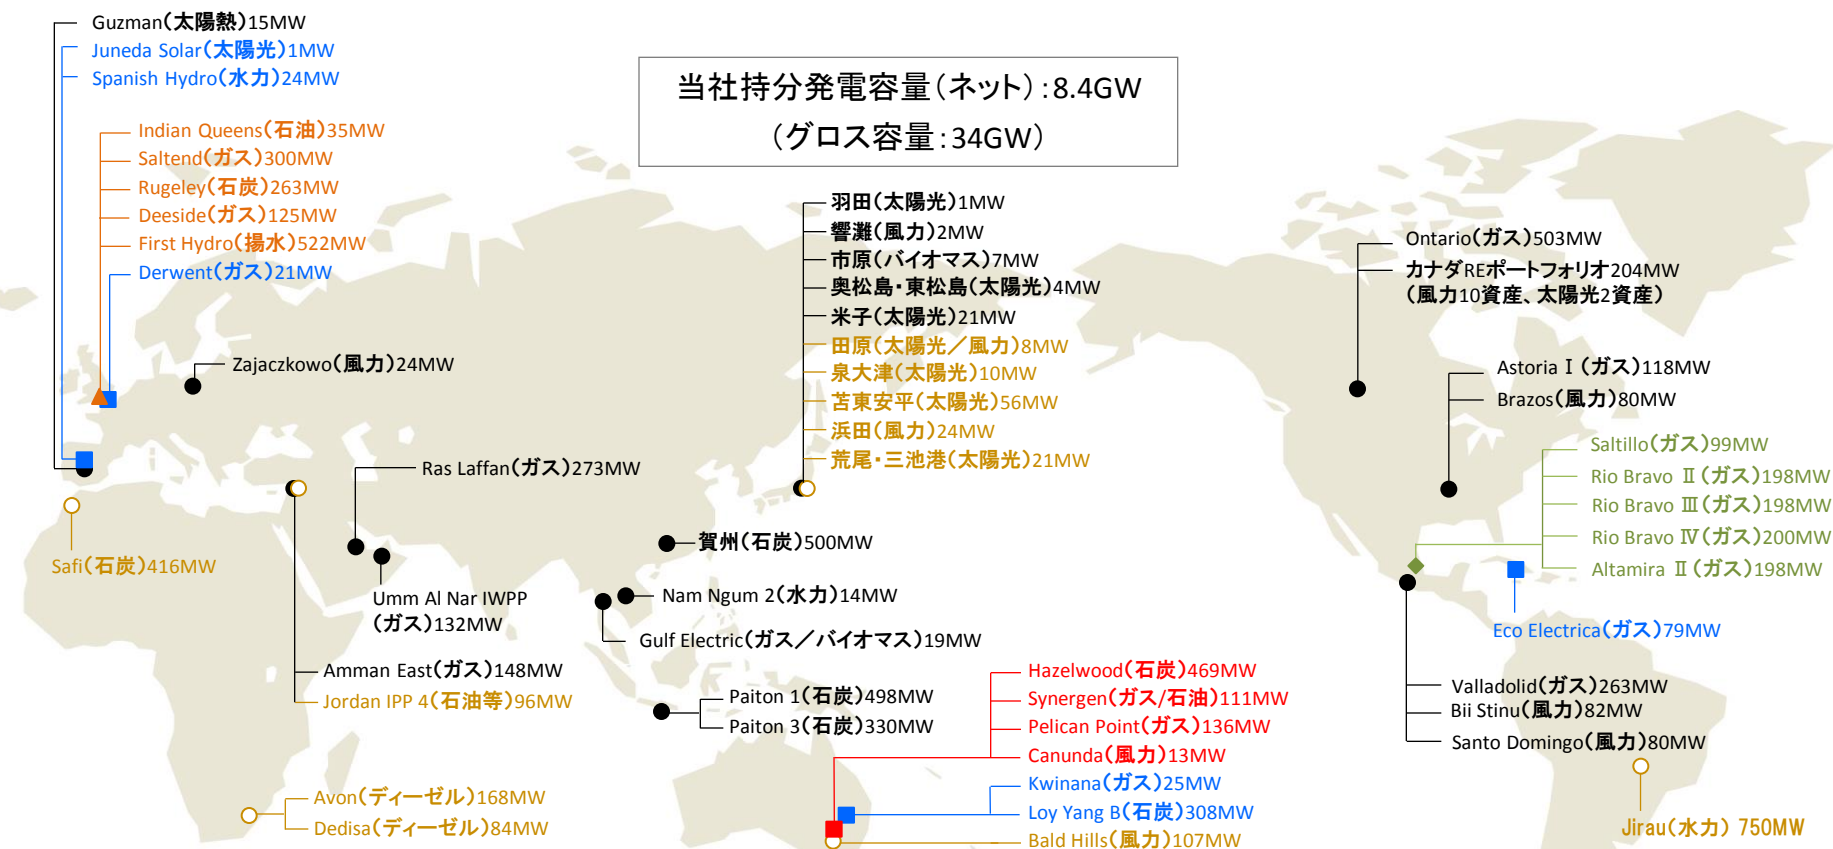 Guzman(太陽熱)15MW
Juneda Solar(太陽光)1MW
Spanish Hydro(水力)24MW
当社持分発電容量(ネット):8.4GW
(グロス容量:34GW)
Indian Queens(石油)35MW
Saltend(ガス)300MW
Rugeley(石炭)263MW
Deeside(ガス)125MW
First Hydro(揚水)522MW
Derwent(ガス)21MW
Zajaczkowo(風力)24MW
羽田(太陽光)1MW
響灘(風力)2MW
市原(バイオマス)7MW
奥松島・東松島(太陽光)4MW
米子(太陽光)21MW
田原(太陽光/風力)8MW
泉大津(太陽光)10MW
苫東安平(太陽光)56MW
浜田(風力)24MW
荒尾・三池港(太陽光)21MW
Ontario(ガス)503MW
カナダREポートフォリオ204MW
(風力10資産、太陽光2資産)
Astoria Ⅰ(ガス)118MW
Brazos(風力)80MW
Saltillo(ガス)99MW
Rio Bravo Ⅱ(ガス)198MW
Rio Bravo Ⅲ(ガス)198MW
Rio Bravo Ⅳ(ガス)200MW
Altamira Ⅱ(ガス)198MW
Ras Laffan(ガス)273MW
Safi(石炭)416MW
Umm Al Nar IWPP
(ガス)132MW
賀州(石炭)500MW
Nam Ngum 2(水力)14MW
Gulf Electric(ガス/バイオマス)19MW
Eco Electrica(ガス)79MW
Amman East(ガス)148MW
Jordan IPP 4(石油等)96MW
Paiton 1(石炭)498MW
Paiton 3(石炭)330MW
Hazelwood(石炭)469MW
Synergen(ガス/石油)111MW
Pelican Point(ガス)136MW
Canunda(風力)13MW
Kwinana(ガス)25MW
Loy Yang B(石炭)308MW
Bald Hills(風力)107MW
Valladolid(ガス)263MW
Bii Stinu(風力)82MW
Santo Domingo(風力)80MW
Avon(ディーゼル)168MW
Dedisa(ディーゼル)84MW
Jirau(水力) 750MW